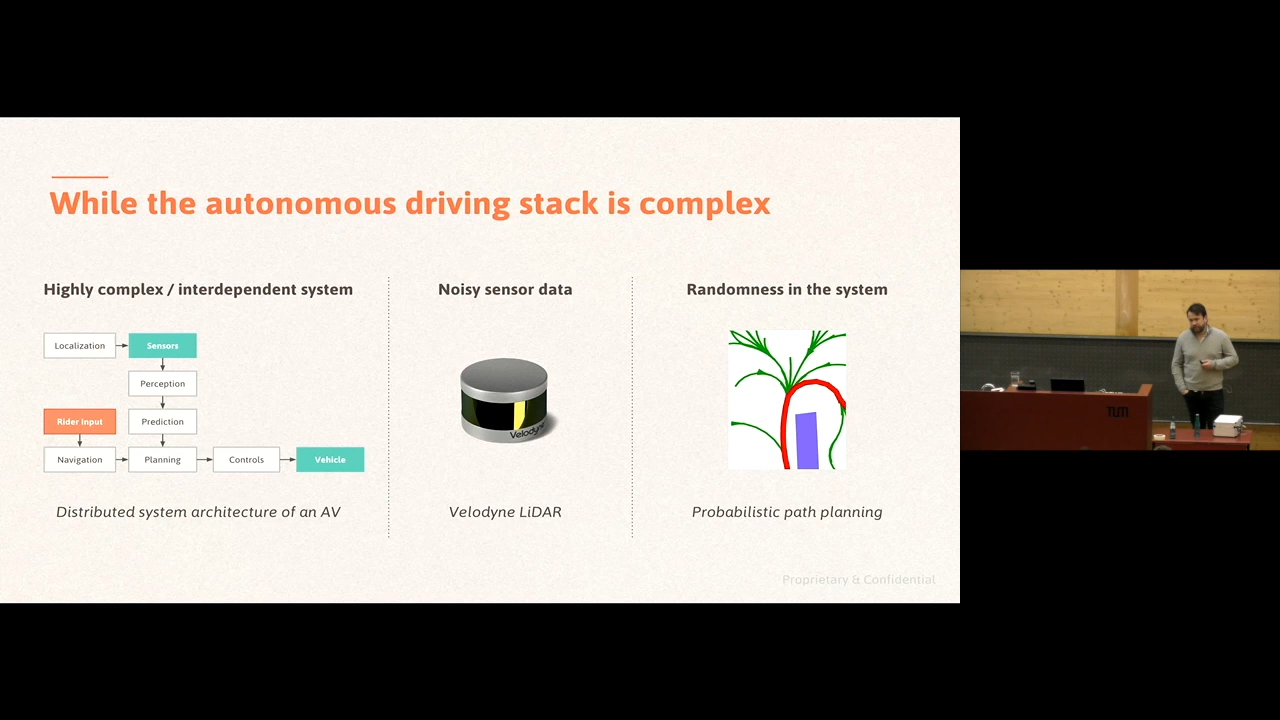 While the autonomous driving stack is complex
Highly complex / interdependent system
Localization
Sensors
Perception
Rider input
Prediction
Navigation
Planning
Controls
Vehicle
Distributed system architecture of an AV
Noisy sensor data
Velodyne
Velodyne LiDAR
Randomness in the system
Probabilistic path planning
Proprietary & Confidential
TUM